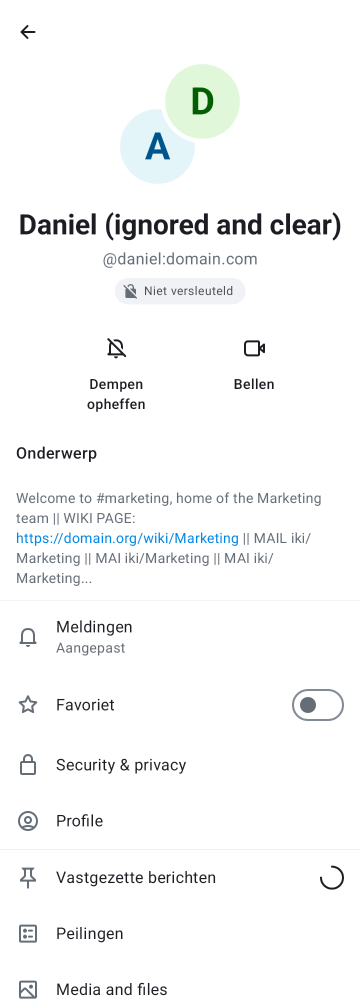 D
A
Daniel (ignored and clear)
@daniel:domain.com
Niet versleuteld
Dempen
opheffen
Bellen
Onderwerp
Welcome to #marketing, home of the Marketing
team || WIKI PAGE:
https://domain.org/wiki/Marketing || MAIL iki/
Marketing || MAI iki/Marketing || MAI iki/
Marketing...
Meldingen
Aangepast
Favoriet
Security & privacy
Profile
Vastgezette berichten
Peilingen
Media and files